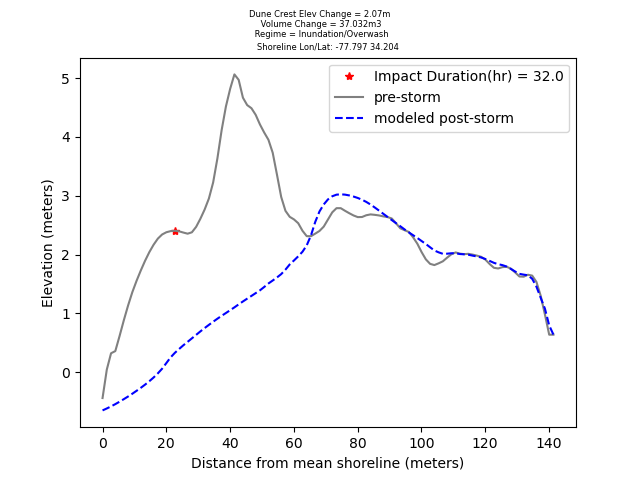 Dune Crest Elev Change = 2.07m
Volume Change = 37.032m3
Regime = Inundation/Overwash
Shoreline Lon/Lat: -77.797 34.204
Impact Duration(hr) = 32.0
pre-storm
modeled post-storm
Elevation (meters)
5
4
3
2
1
0
0 20 40 60 80 100 120 140
Distance from mean shoreline (meters)